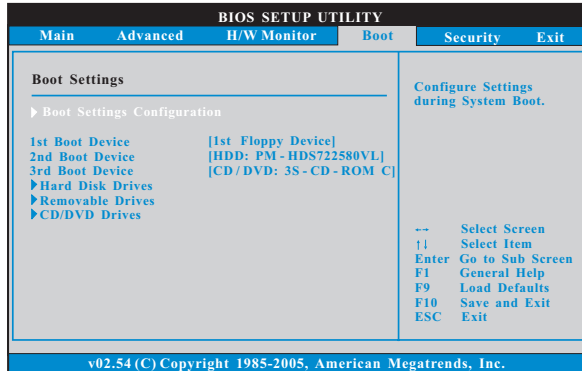 BIOS SETUP UTILITY
Main Advanced H/W Monitor Boot Security Exit
Boot Settings
Boot Settings Configuration
1st Boot Device [1st Floppy Device]
2nd Boot Device [HDD: PM - HDS722580VL]
3rd Boot Device [CD / DVD: 3S - CD - ROM C]
Hard Disk Drives
Removable Drives
CD/DVD Drives
Configure Settings
during System Boot.
←→ Select Screen
↑↓ Select Item
Enter Go to Sub Screen
F1 General Help
F9 Load Defaults
F10 Save and Exit
ESC Exit
v02.54 (C) Copyright 1985-2005, American Megatrends, Inc.